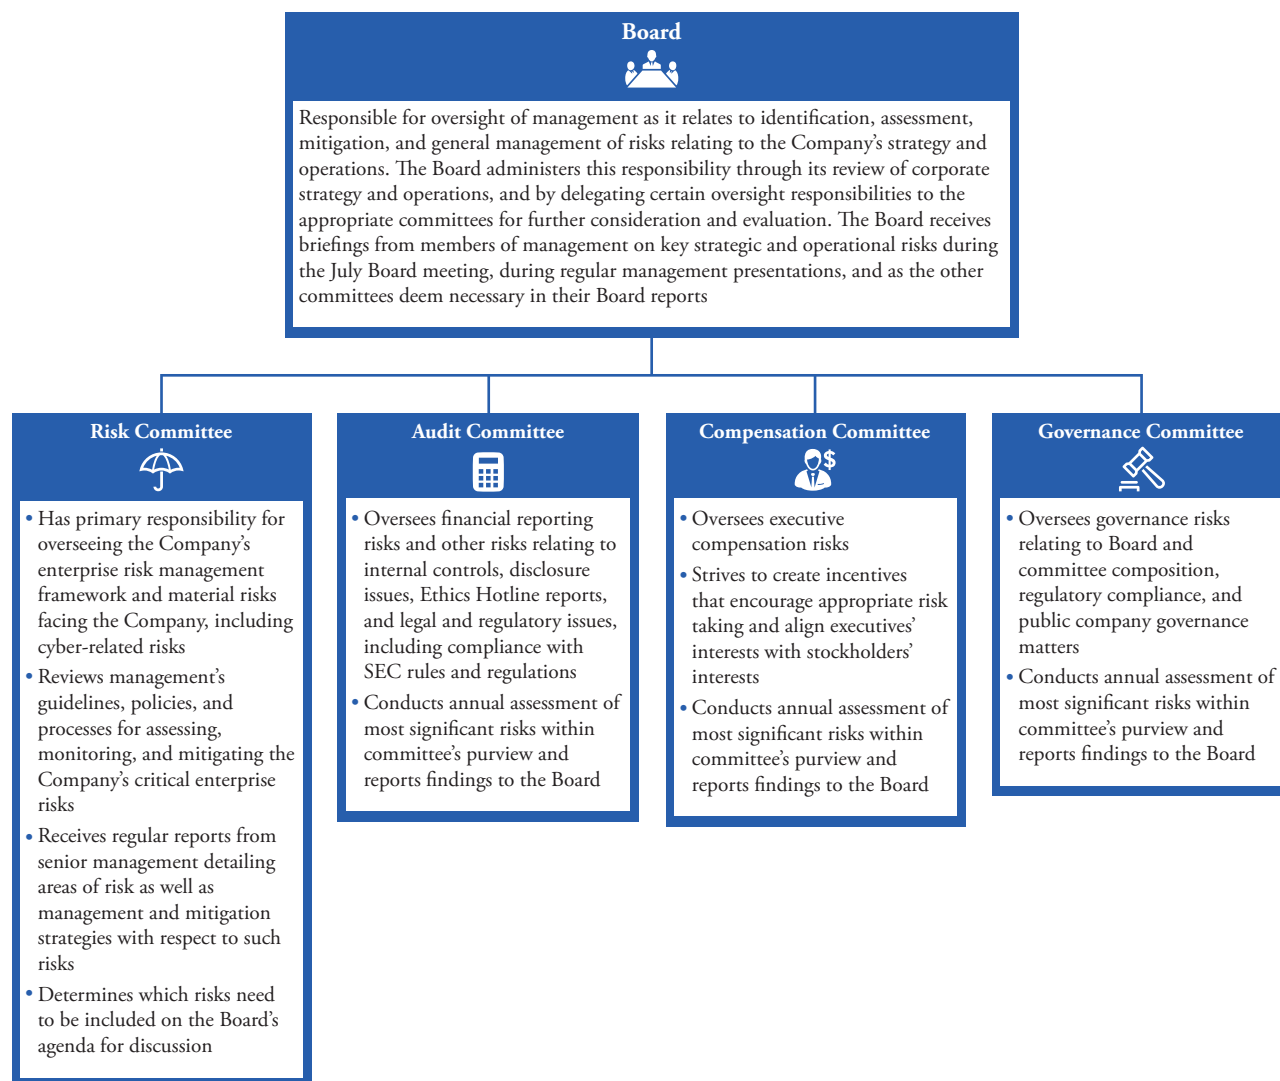 Board
Responsible for oversight of management as it relates to identification, assessment,
mitigation, and general management of risks relating to the Company’s strategy and
operations. The Board administers this responsibility through its review of corporate
strategy and operations, and by delegating certain oversight responsibilities to the
appropriate committees for further consideration and evaluation. The Board receives
briefings from members of management on key strategic and operational risks during
the July Board meeting, during regular management presentations, and as the other
committees deem necessary in their Board reports
Risk Committee
• Has primary responsibility for
overseeing the Company’s
enterprise risk management
framework and material risks
facing the Company, including
cyber-related risks
• Reviews management’s
guidelines, policies, and
processes for assessing,
monitoring, and mitigating the
Company’s critical enterprise
risks
• Receives regular reports from
senior management detailing
areas of risk as well as
management and mitigation
strategies with respect to such
risks
• Determines which risks need
to be included on the Board’s
agenda for discussion
Audit Committee
• Oversees financial reporting
risks and other risks relating to
internal controls, disclosure
issues, Ethics Hotline reports,
and legal and regulatory issues,
including compliance with
SEC rules and regulations
• Conducts annual assessment of
most significant risks within
committee’s purview and
reports findings to the Board
Compensation Committee
$
• Oversees executive
compensation risks
• Strives to create incentives
that encourage appropriate risk
taking and align executives’
interests with stockholders’
interests
• Conducts annual assessment of
most significant risks within
committee’s purview and
reports findings to the Board
Governance Committee
• Oversees governance risks
relating to Board and
committee composition,
regulatory compliance, and
public company governance
matters
• Conducts annual assessment of
most significant risks within
committee’s purview and
reports findings to the Board